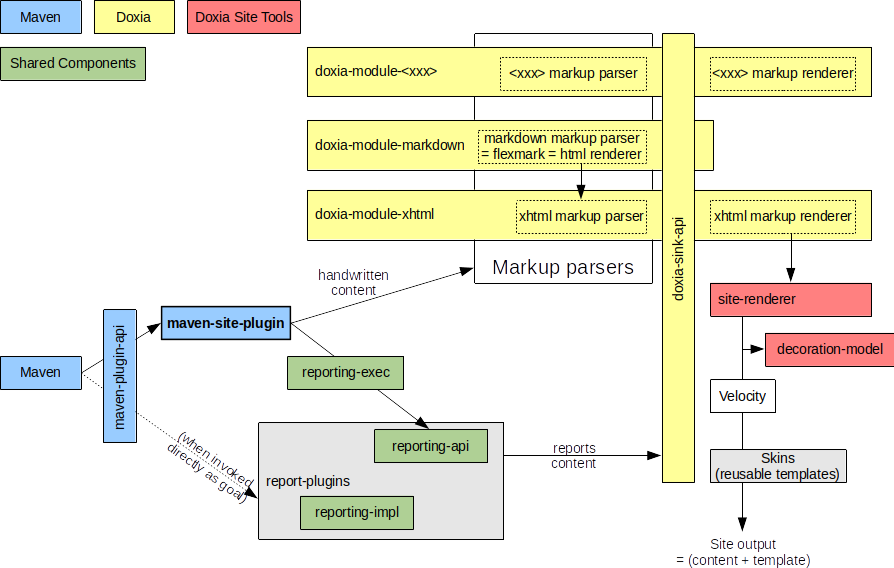 Maven
Doxia
Doxia Site Tools
Shared Components
doxia-module-<xxx>
<xxx> markup parser
<xxx> markup renderer
doxia-module-markdown
markdown markup parser
= flexmark = html renderer
doxia-module-xhtml
xhtml markup parser
xhtml markup renderer
doxia-sink-api
Markup parsers
handwritten
content
site-renderer
maven-site-plugin
maven-plugin-api
decoration-model
Maven
reporting-exec
Velocity
(when invoked
directly as goal)
reporting-api
report-plugins
reporting-impl
reports
content
Skins
(reusable templates)
Site output
= (content + template)